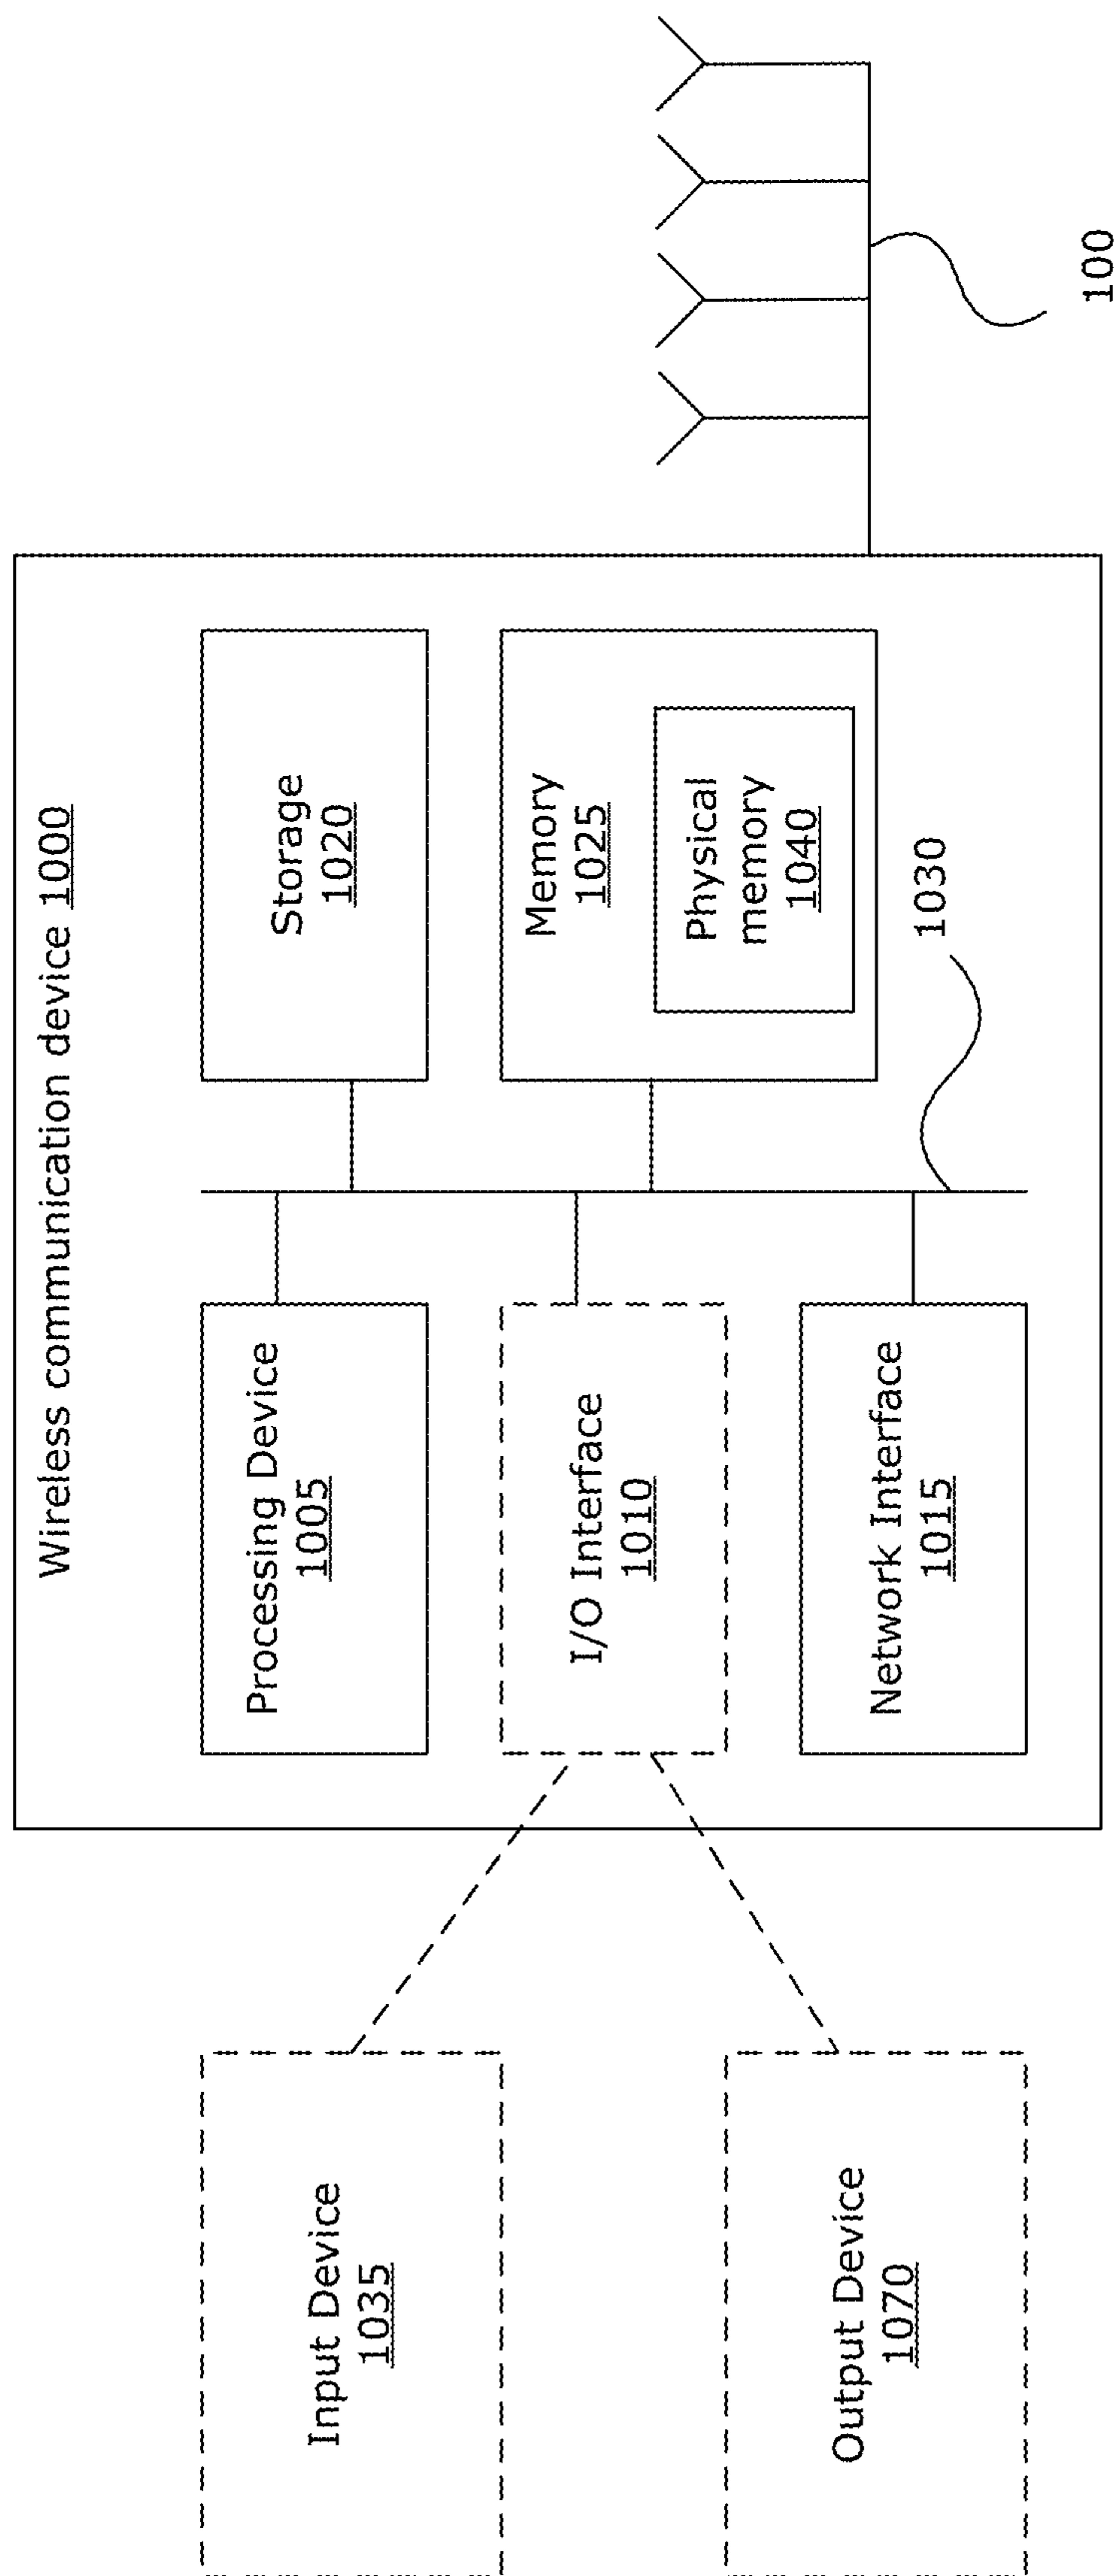 Wireless communication device 1000
Input Device
1035
Output Device
1070
Processing Device
1005
I/O Interface
1010
Network Interface
1015
Storage
1020
Memory
1025
Physical
memory
1040
1030
100